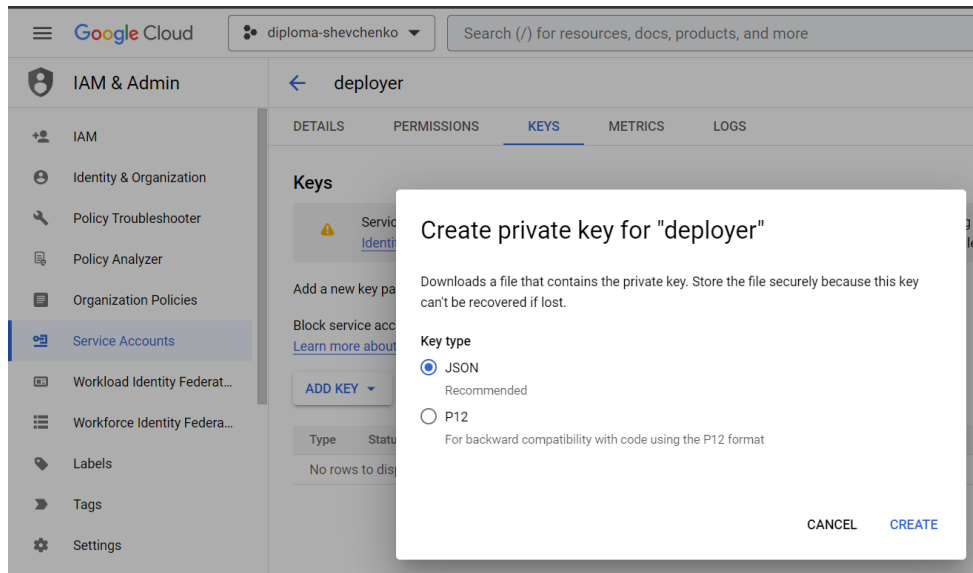 Google Cloud
diploma-shevchenko
Search (/) for resources, docs, products, and more
IAM & Admin
deployer
DETAILS PERMISSIONS KEYS METRICS LOGS
IAM
Identity & Organization
Policy Troubleshooter
Policy Analyzer
Organization Policies
Service Accounts
Workload Identity Federat...
Workforce Identity Federa...
Labels
Tags
Settings
Keys
Add a new key
Block service
Learn more about
ADD KEY
Type
No rows to
Create private key for "deployer"
Downloads a file that contains the private key. Store the file securely because this key
can't be recovered if lost.
Key type
JSON
Recommended
P12
For backward compatibility with code using the P12 format
CANCEL CREATE